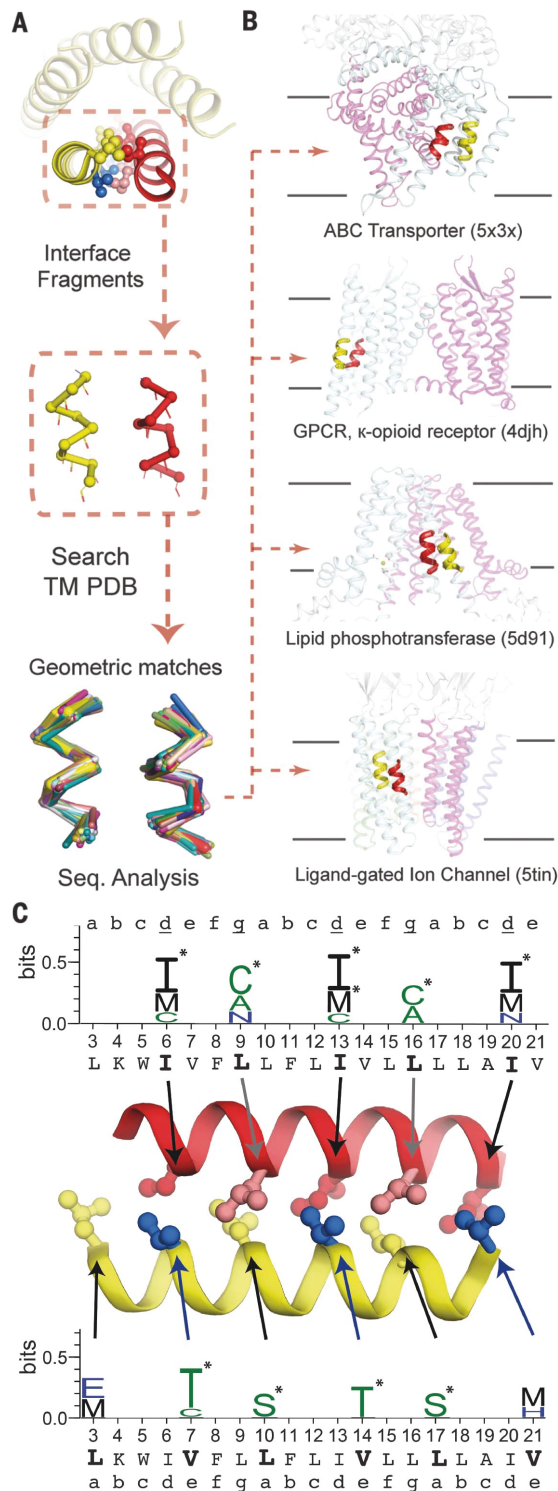 A
Interface
Fragments
Search
TM PDB
Geometric matches
Seq. Analysis
B
ABC Transporter (5x3x)
GPCR, κ-opioid receptor (4djh)
Lipid phosphotransferase (5d91)
Ligand-gated Ion Channel (5tin)
C
a b c d e f g a b c d e f g a b c d e
bits
0.5
0.0
I* M C
C* A N
I* M* C
C* A
I M N
3 4 5 6 7 8 9 10 11 12 13 14 15 16 17 18 19 20 21
L K W I V F L L F L I V L L L A I V
bits
0.5
E M
T* C
S*
T*
S*
M H
3 4 5 6 7 8 9 10 11 12 13 14 15 16 17 18 19 20 21
L K W I V F L L F L I V L L L L A I V
a b c d e f g a b c d e f g a b c d e